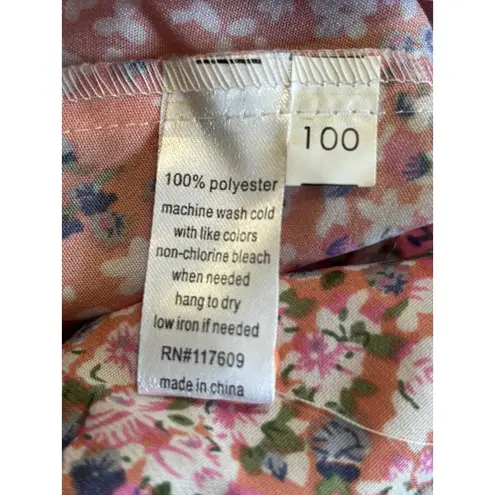 100% polyester
machine wash cold
with like colors
non-chlorine bleach
when needed
hang to dry
low iron if needed
RN#117609
made in china
100